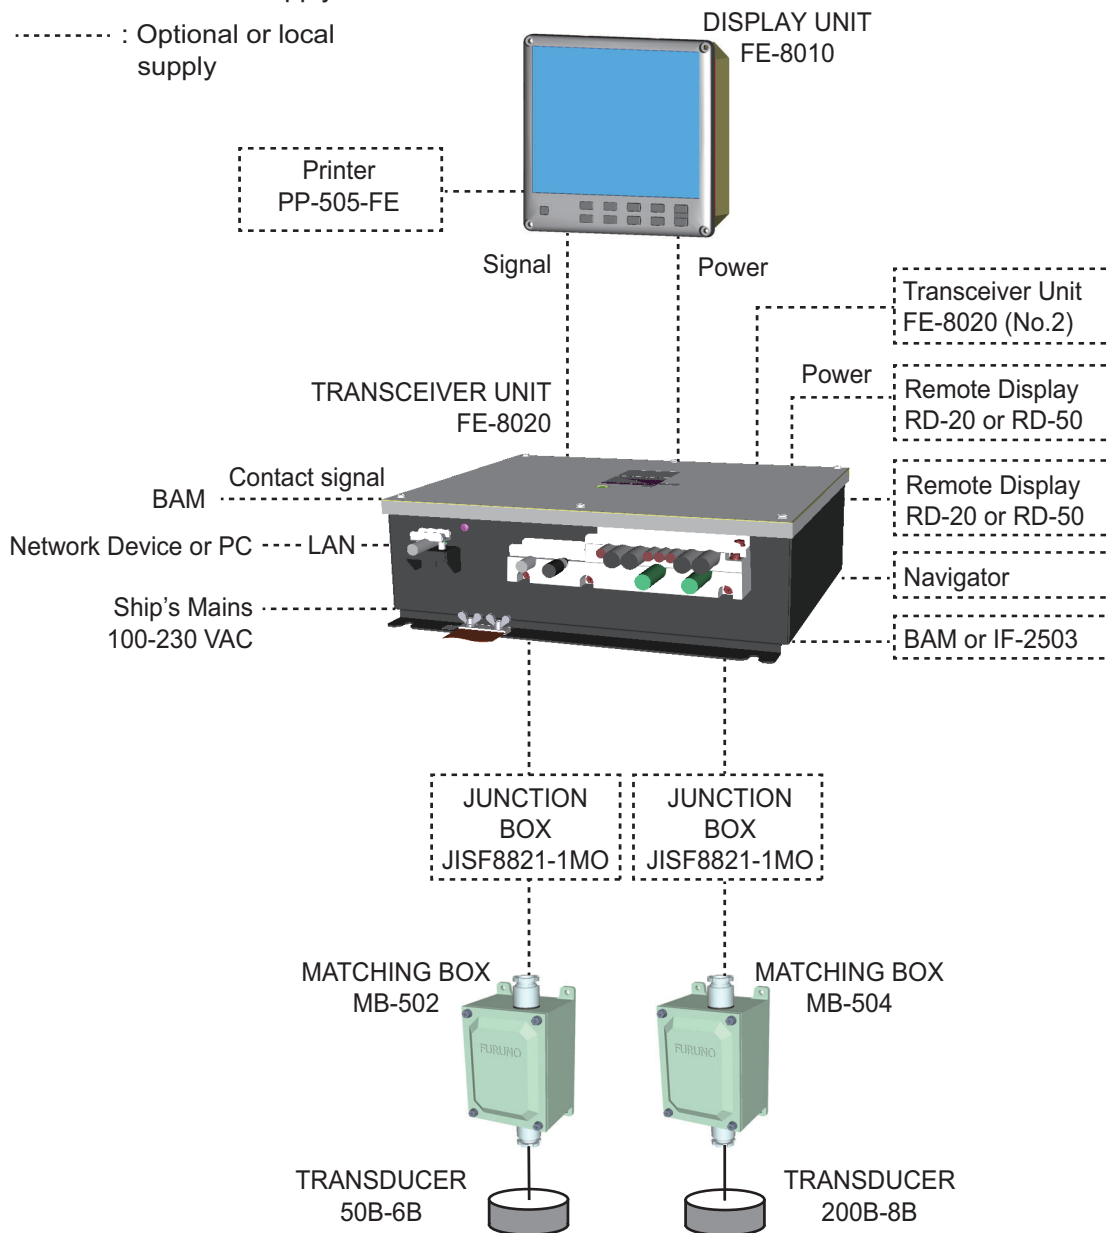 : Optional or local
supply
DISPLAY UNIT
FE-8010
Printer
PP-505-FE
Signal
Power
Transceiver Unit
FE-8020 (No.2)
Power
TRANSCEIVER UNIT
FE-8020
Remote Display
RD-20 or RD-50
Contact signal
BAM
Remote Display
RD-20 or RD-50
Network Device or PC
LAN
Navigator
Ship's Mains
100-230 VAC
BAM or IF-2503
JUNCTION
BOX
JISF8821-1MO
JUNCTION
BOX
JISF8821-1MO
MATCHING BOX
MB-502
MATCHING BOX
MB-504
FURUNO
FURUNO
TRANSDUCER
50B-6B
TRANSDUCER
200B-8B